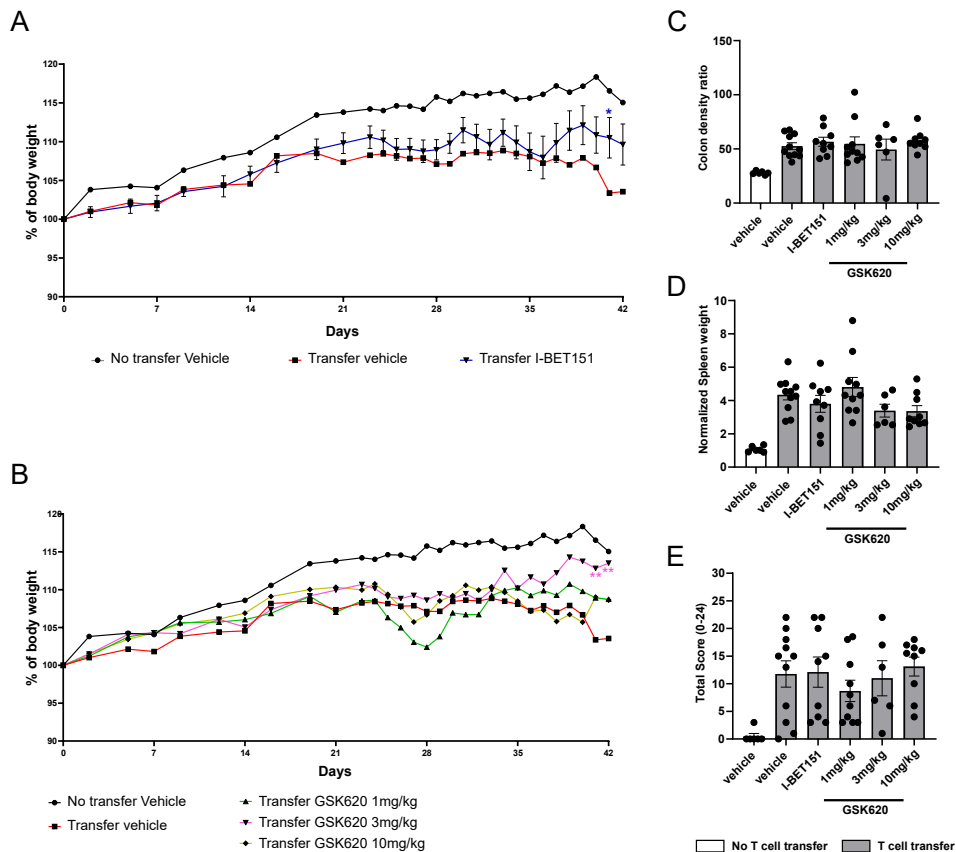 A
% of body weight
120
115
110
105
100
95
90
0
7
14
21
28
35
42
*
Days
No transfer Vehicle
Transfer vehicle
Transfer I-BET151
B
% of body weight
120
115
110
105
100
95
90
0
7
14
21
28
35
42
** **
Days
No transfer Vehicle
Transfer vehicle
Transfer GSK620 1mg/kg
Transfer GSK620 3mg/kg
Transfer GSK620 10mg/kg
C
Colon density ratio
150
100
50
0
vehicle
vehicle
I-BET151
1mg/kg
3mg/kg
10mg/kg
GSK620
D
Normalized Spleen weight
10
8
6
4
2
0
vehicle
vehicle
I-BET151
1mg/kg
3mg/kg
10mg/kg
GSK620
E
Total Score (0-24)
30
25
20
15
10
5
0
vehicle
vehicle
I-BET151
1mg/kg
3mg/kg
10mg/kg
GSK620
No T cell transfer
T cell transfer